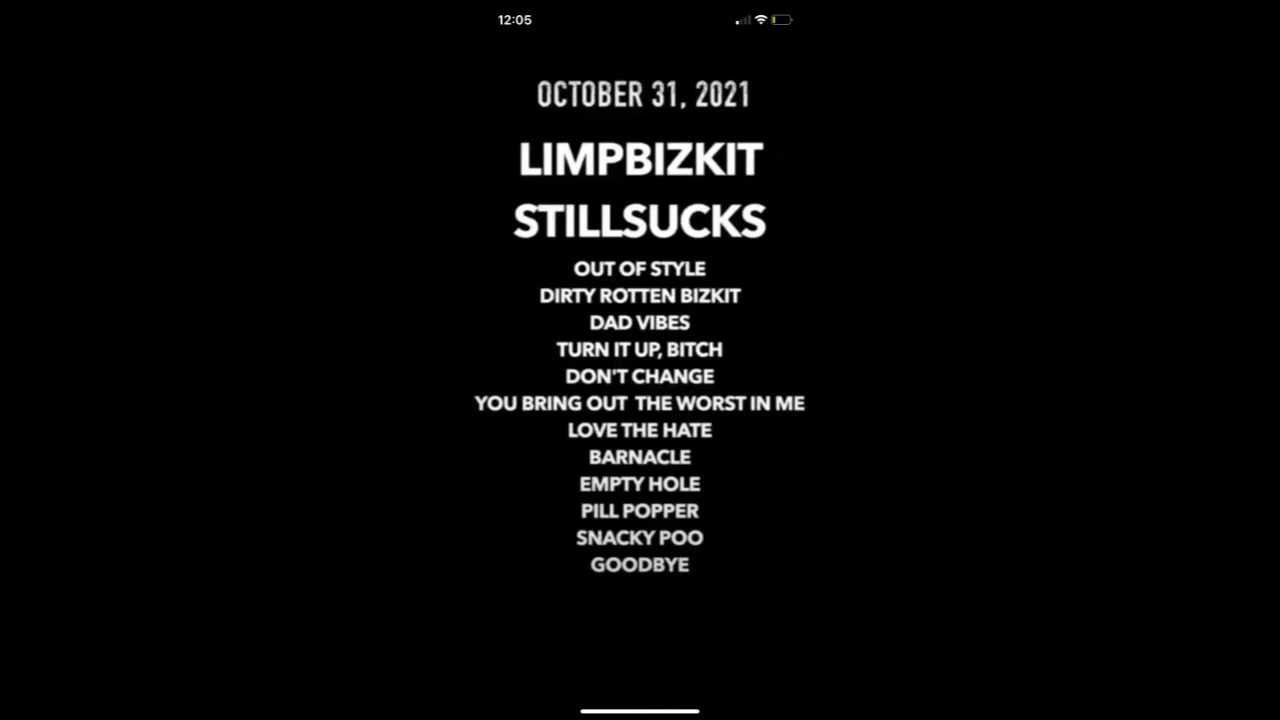 12:05
OCTOBER 31, 2021
LIMPBIZKIT
STILLSUCKS
OUT OF STYLE
DIRTY ROTTEN BIZKIT
DAD VIBES
TURN IT UP, BITCH
DON'T CHANGE
YOU BRING OUT  THE WORST IN ME
LOVE THE HATE
BARNACLE
EMPTY HOLE
PILL POPPER
SNACKY POO
GOODBYE